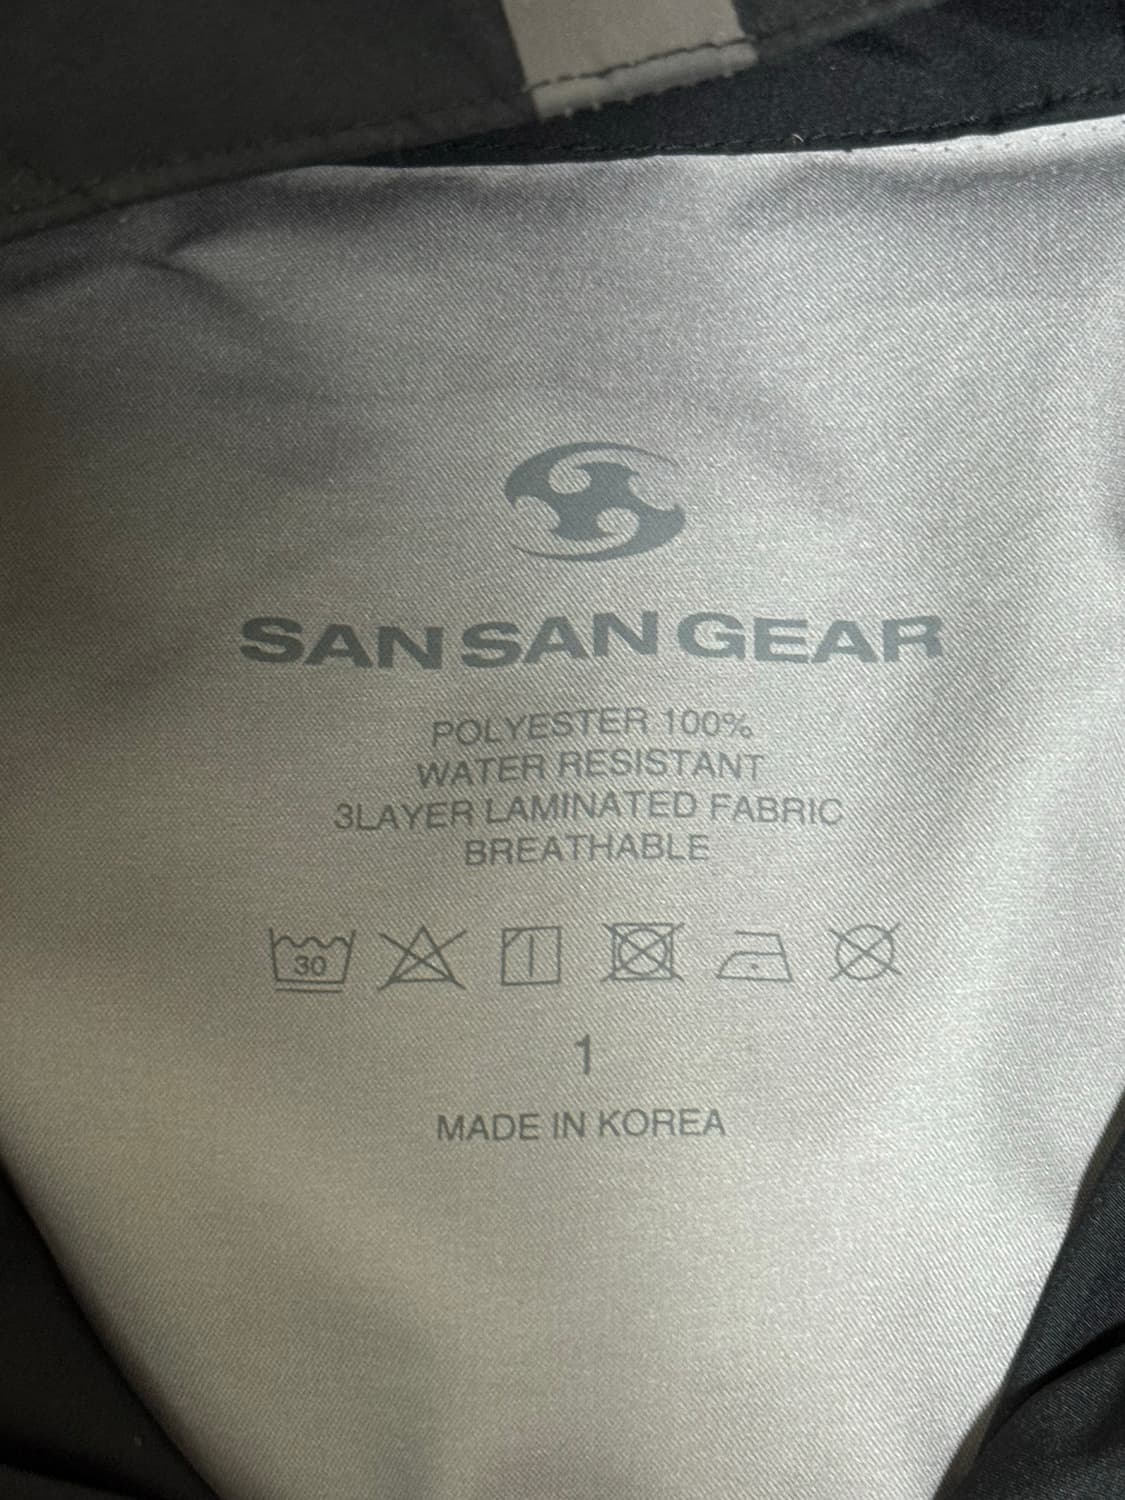 SAN SAN GEAR
POLYESTER 100%
WATER RESISTANT
3LAYER LAMINATED FABRIC
BREATHABLE
30
1
MADE IN KOREA